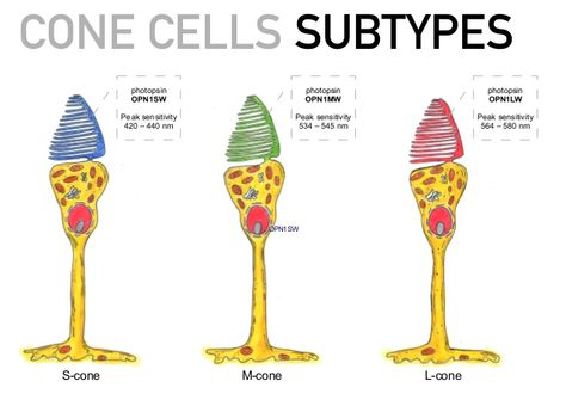 CONE CELLS SUBTYPES
photopsin
OPN1SW
Peak sensitivity
420 – 440 nm
photopsin
OPN1MW
Peak sensitivity
534 – 545 nm
photopsin
OPN1LW
Peak sensitivity
564 – 580 nm
OPN1SW
S-cone
M-cone
L-cone